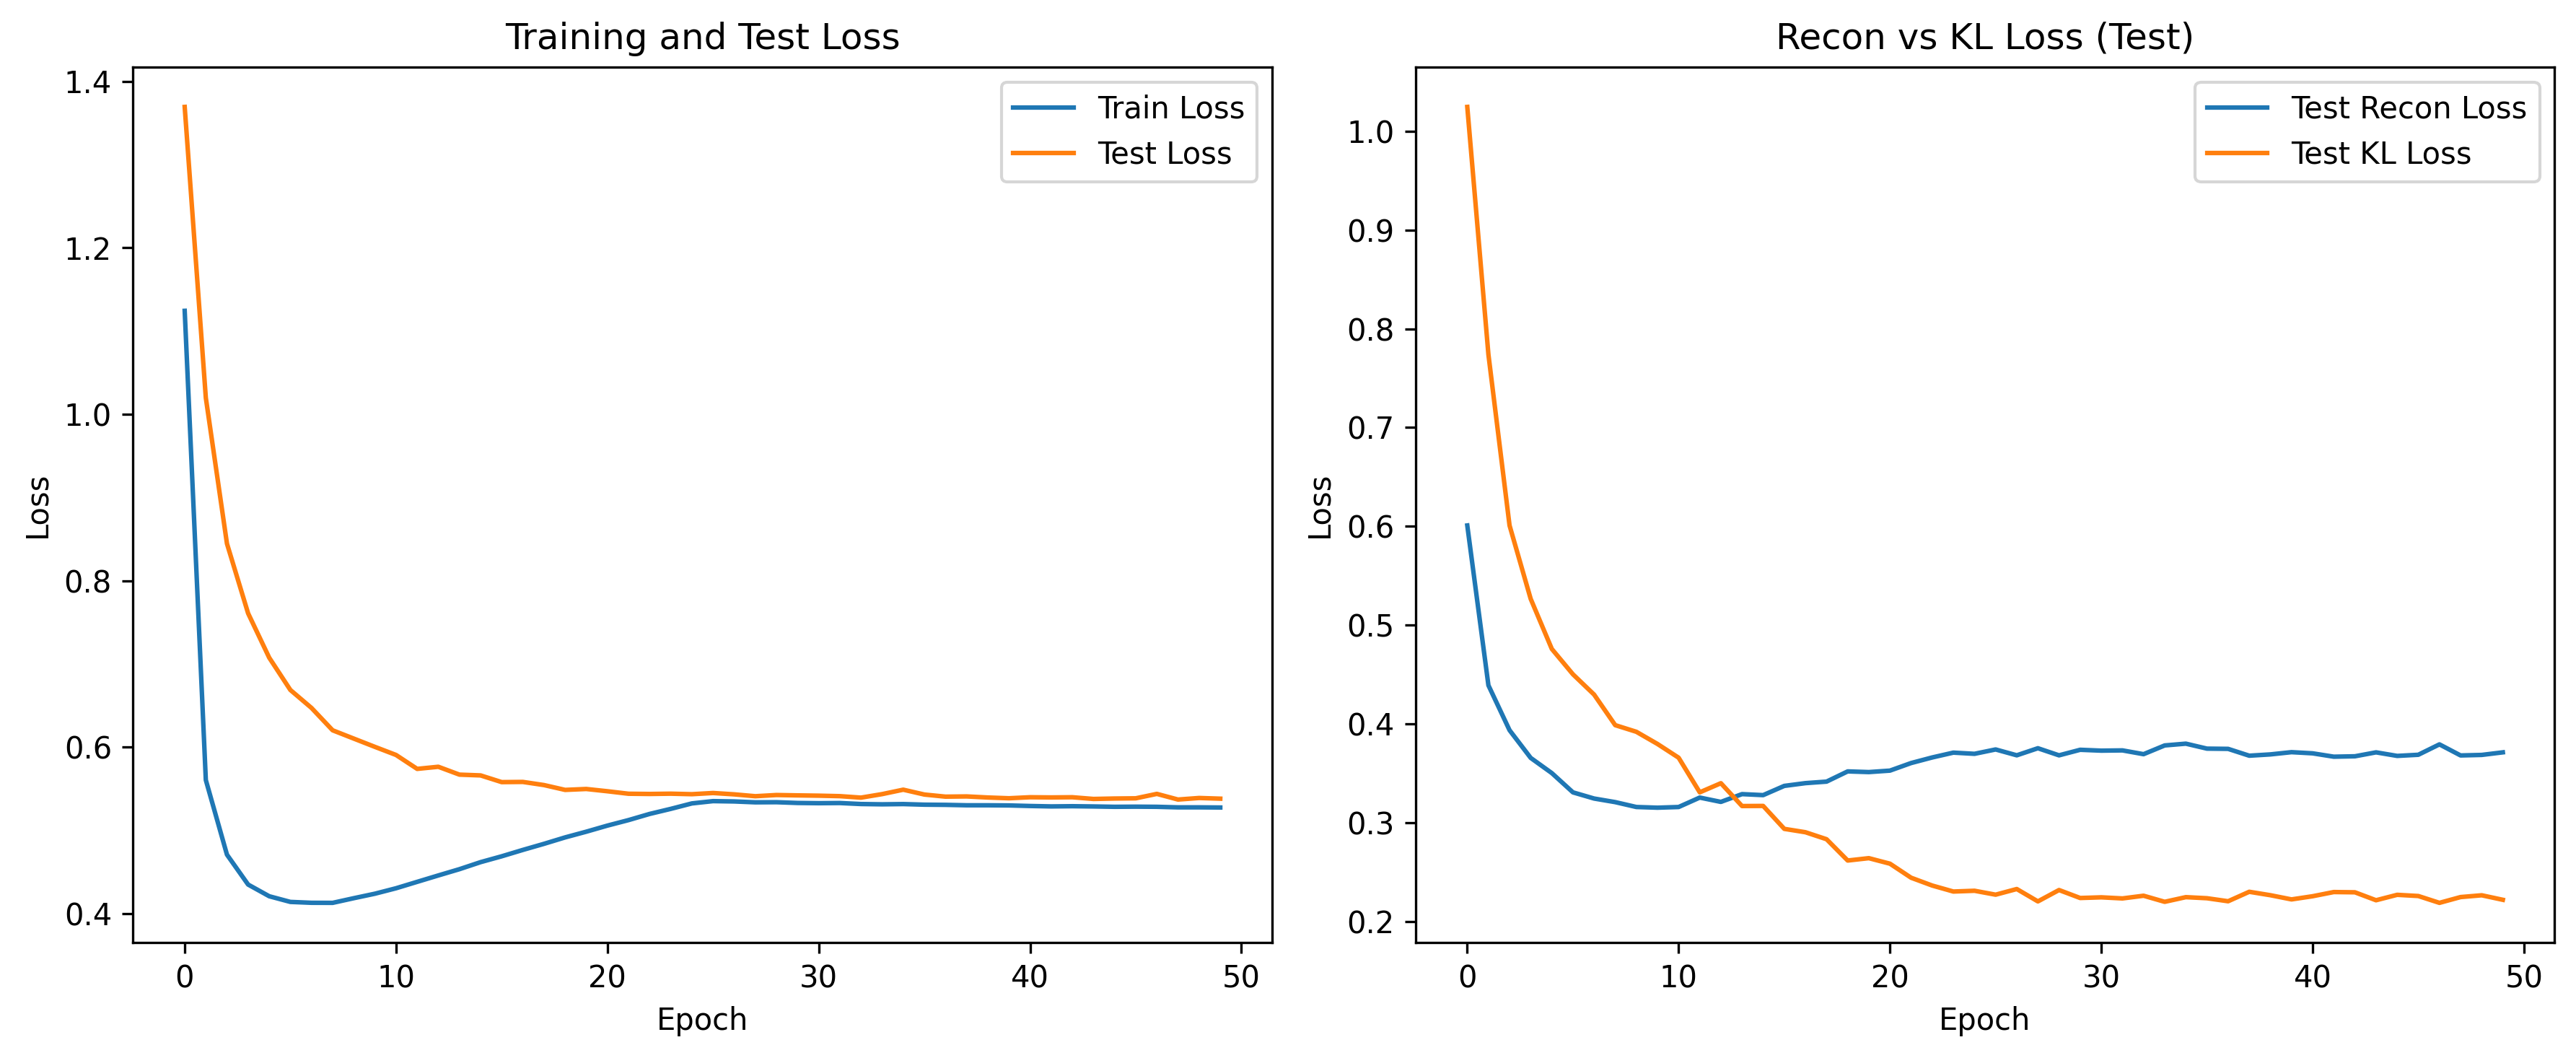 Training and Test Loss
1.4
1.2
1.0
0.8
0.6
0.4
Loss
0 10 20 30 40 50
Epoch
Train Loss
Test Loss
Recon vs KL Loss (Test)
1.0
0.9
0.8
0.7
0.6
0.5
0.4
0.3
0.2
Loss
0 10 20 30 40 50
Epoch
Test Recon Loss
Test KL Loss